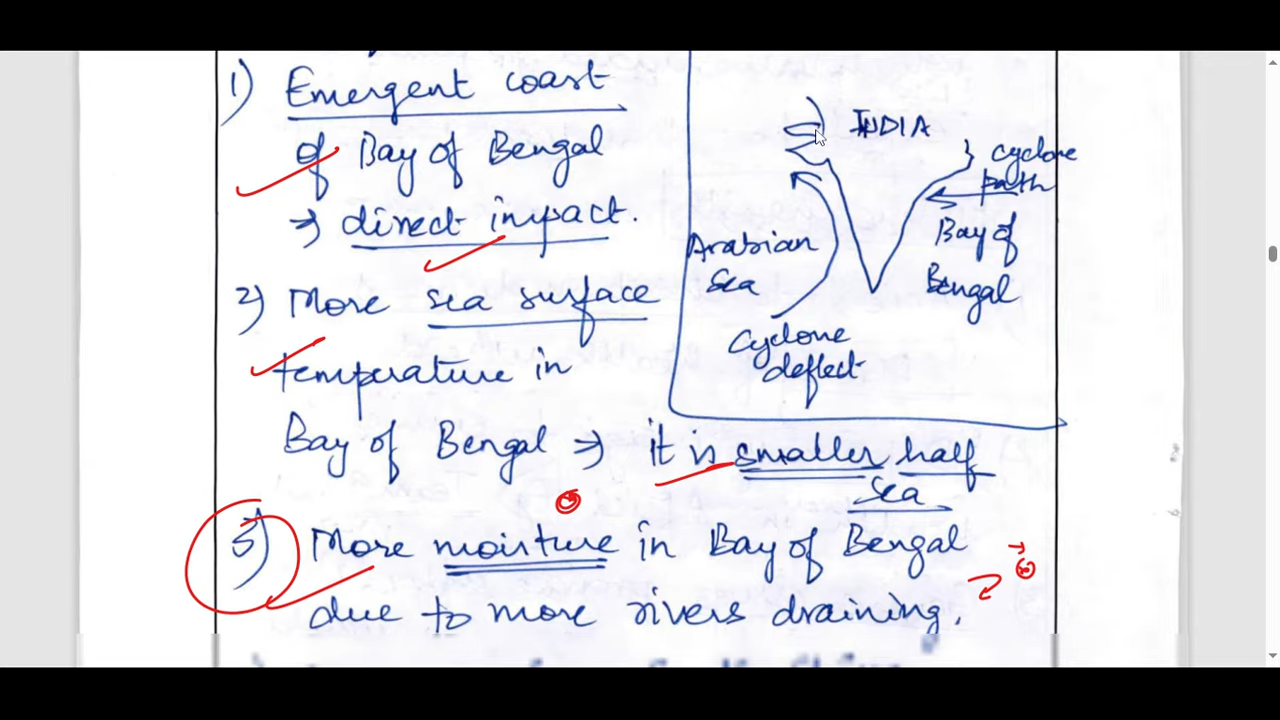 1) Emergent coast
of Bay of Bengal
→ direct impact.
2) More sea surface
temperature in
Bay of Bengal ⇒ it is smaller half
sea
3) More moisture in Bay of Bengal
due to more rivers draining.
INDIA
cyclone
path
Bay of
Bengal
Arabian
Sea
Cyclone
deflect